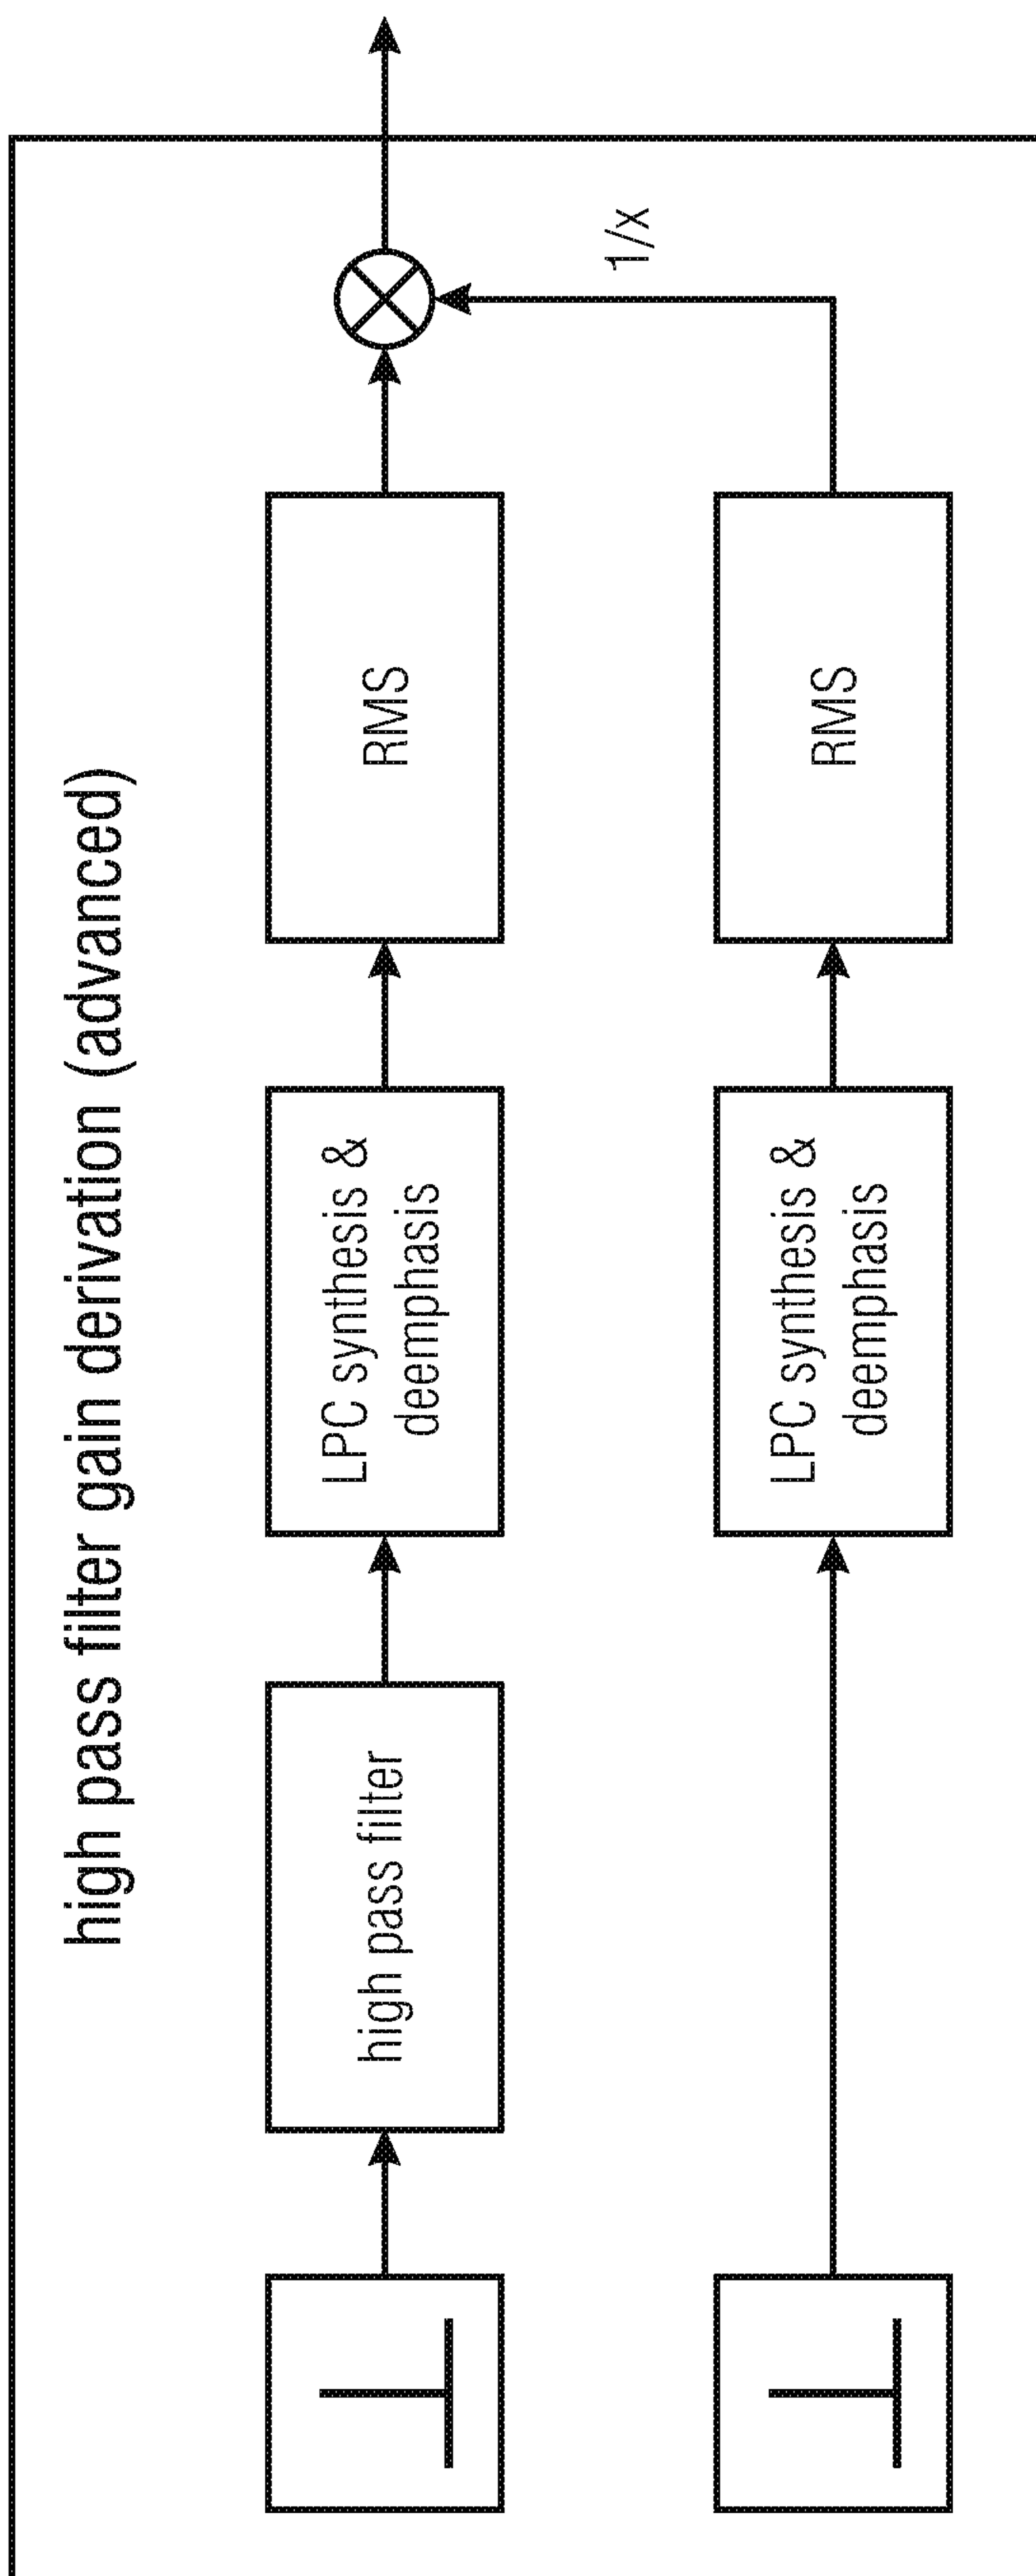 high pass filter gain derivation (advanced)
high pass filter
LPC synthesis &
deemphasis
RMS
1/x
LPC synthesis &
deemphasis
RMS